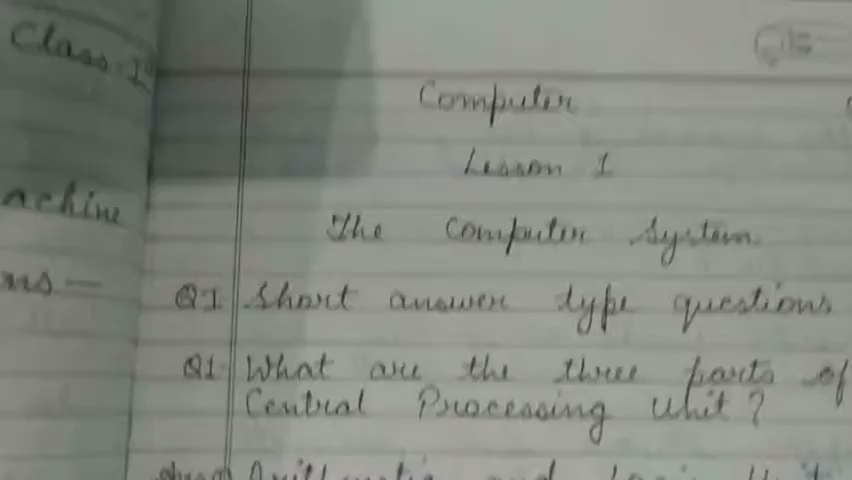 Class-
Computer
Lesson 1
achine
The Computer System
ns —
Q1 Short answer type questions
Q1 What are the three parts of
Central Processing Unit?
and